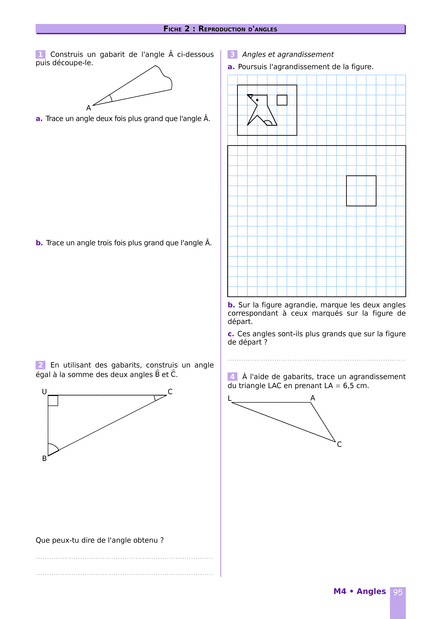 Fiche 2 : Reproduction d'angles
1 Construis un gabarit de l'angle Â ci-dessous
puis découpe-le.
A
a. Trace un angle deux fois plus grand que l'angle Â.
b. Trace un angle trois fois plus grand que l'angle Â.
2 En utilisant des gabarits, construis un angle
égal à la somme des deux angles B̂ et Ĉ.
U
C
B
Que peux-tu dire de l'angle obtenu ?
3 Angles et agrandissement
a. Poursuis l'agrandissement de la figure.
b. Sur la figure agrandie, marque les deux angles
correspondant à ceux marqués sur la figure de
départ.
c. Ces angles sont-ils plus grands que sur la figure
de départ ?
4 À l'aide de gabarits, trace un agrandissement
du triangle LAC en prenant LA = 6,5 cm.
L
A
C
M4 • Angles 95